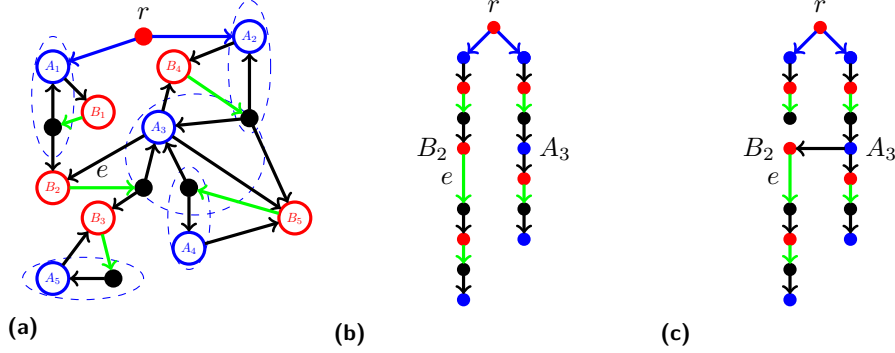 r
A₂
A₁
B₄
B₁
A₃
e
B₂
B₃
B₅
A₄
A₅
(a)
r
B₂ A₃
e
(b)
r
B₂ A₃
e
(c)